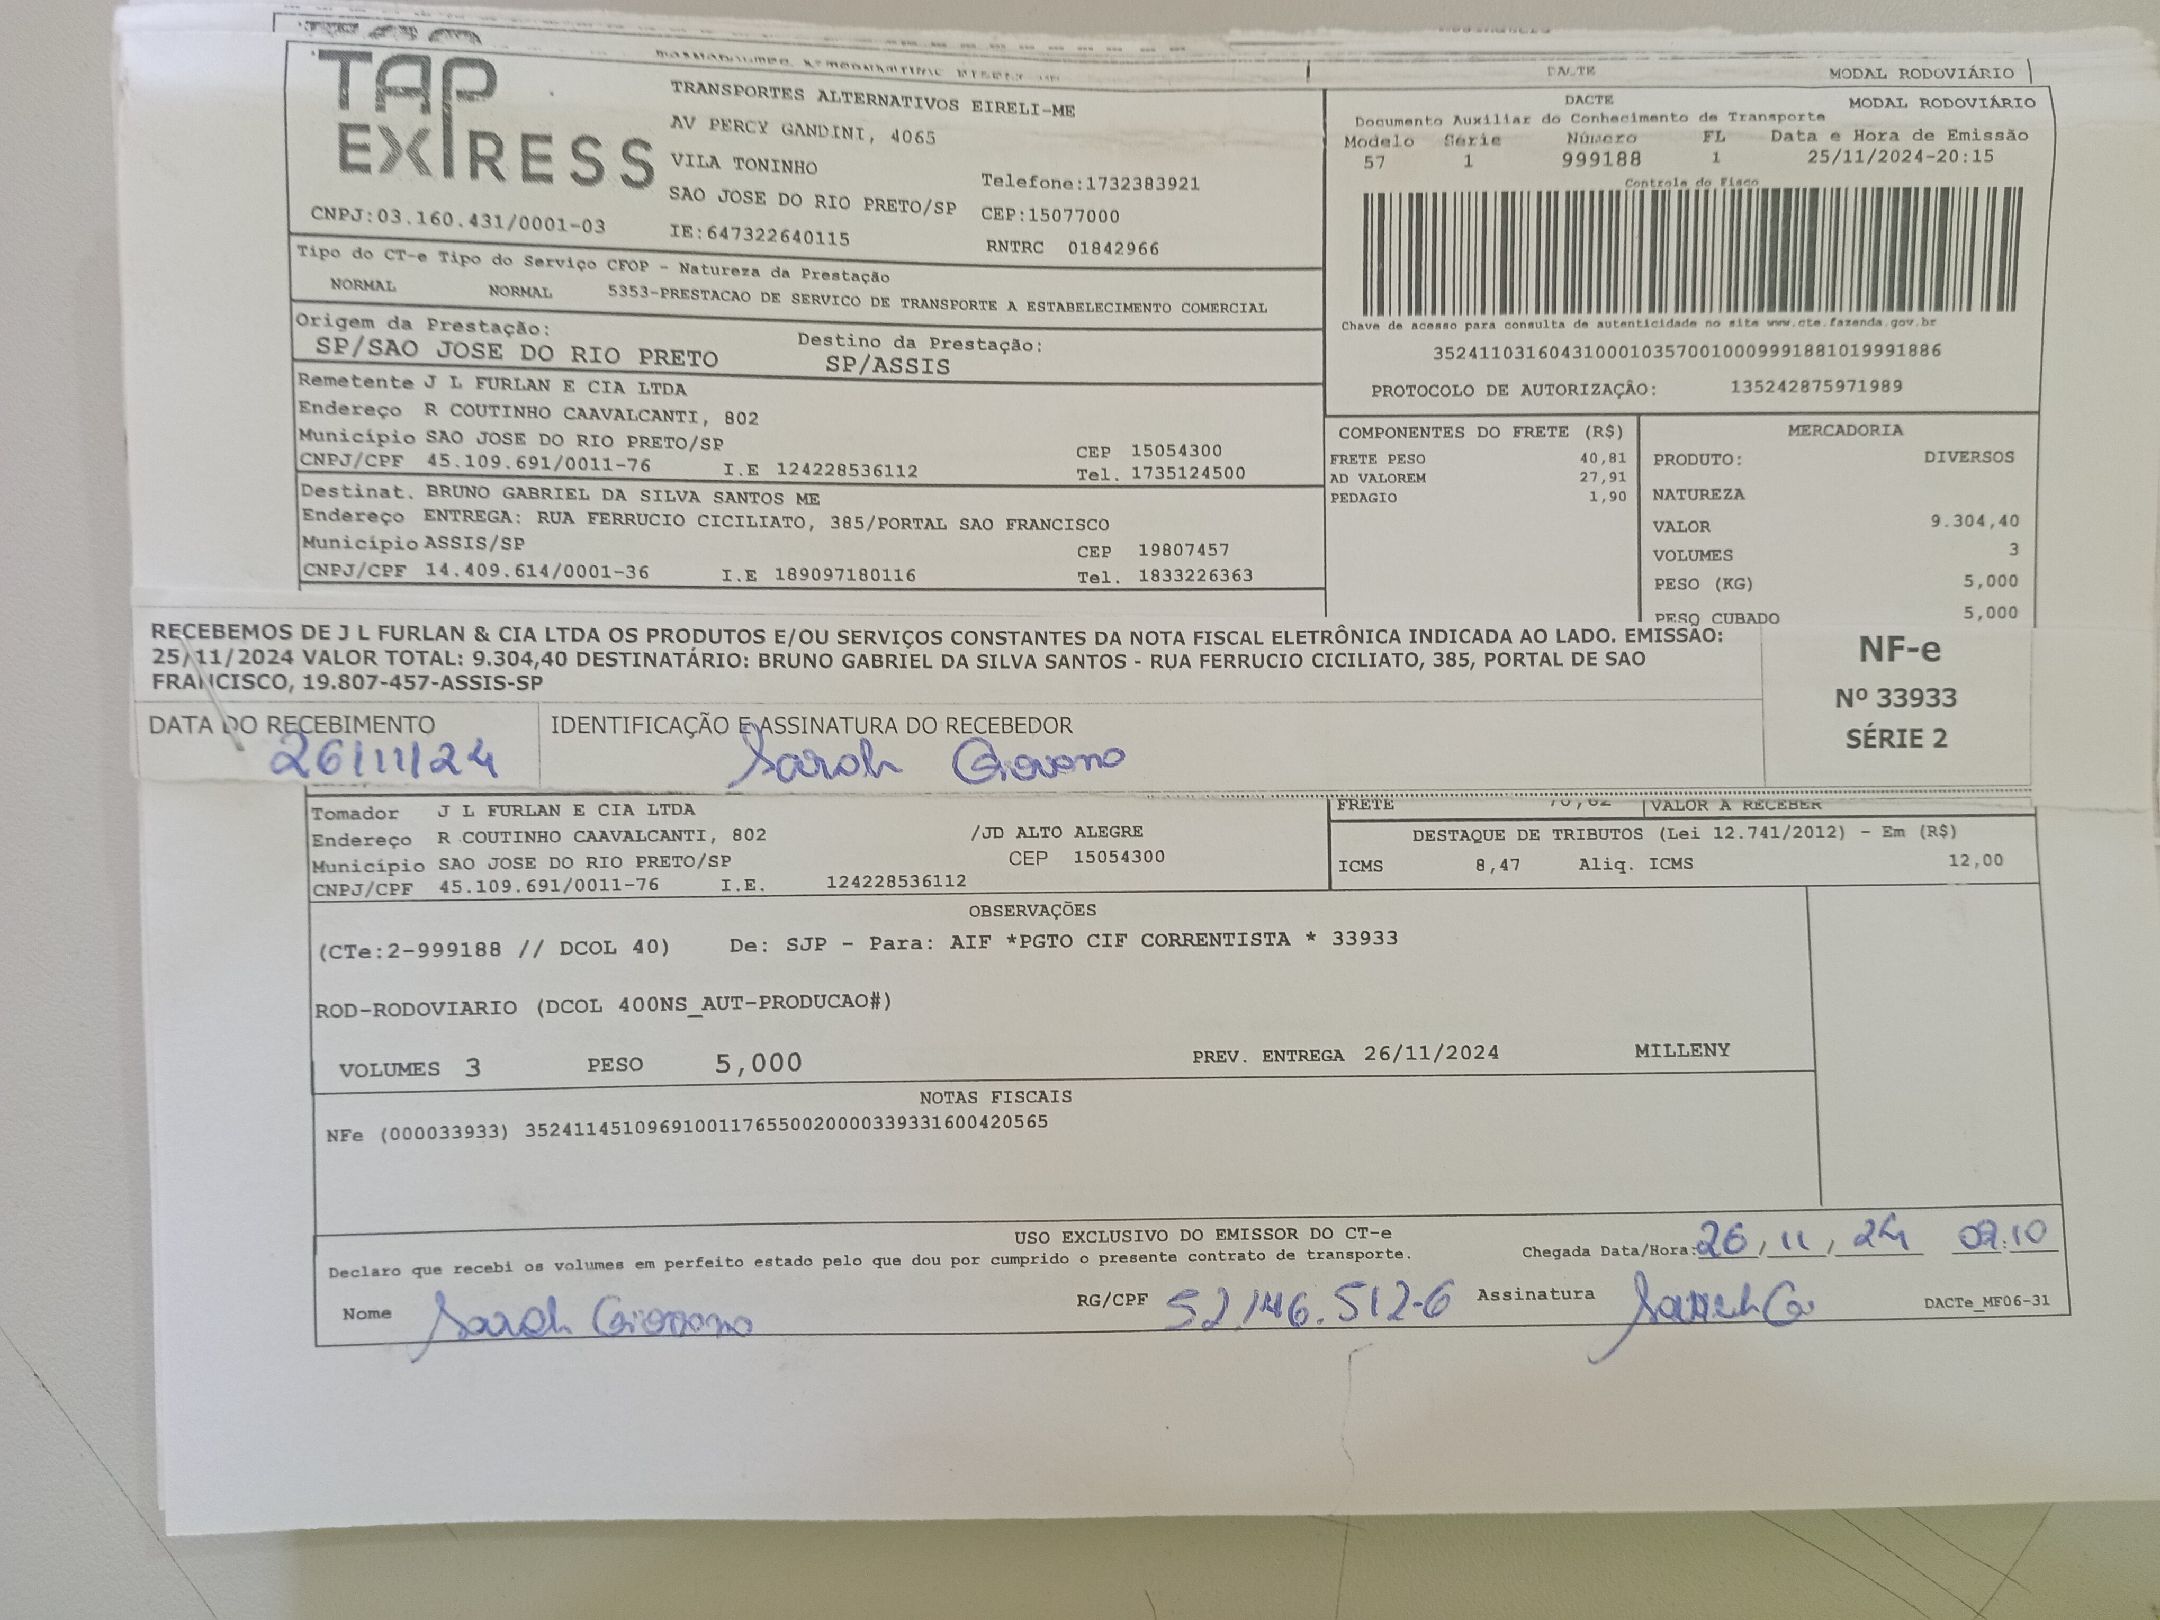 TAP
EXPRESS
TRANSPORTES ALTERNATIVOS EIRELI-ME
AV PERCY GANDINI, 4065
VILA TONINHO
Telefone:1732383921
SAO JOSE DO RIO PRETO/SP CEP:15077000
CNPJ:03.160.431/0001-03 IE:647322640115 RNTRC 01842966
DACTE MODAL RODOVIÁRIO
DACTE MODAL RODOVIÁRIO
Documento Auxiliar do Conhecimento de Transporte
Modelo Série Número FL Data e Hora de Emissão
57 1 999188 1 25/11/2024-20:15
Controle do Fisco
Chave de acesso para consulta de autenticidade no site www.cte.fazenda.gov.br
35241103160431000103570010009991881019991886
PROTOCOLO DE AUTORIZAÇÃO: 135242875971989
Tipo do CT-e Tipo do Serviço CFOP - Natureza da Prestação
NORMAL NORMAL 5353-PRESTACAO DE SERVICO DE TRANSPORTE A ESTABELECIMENTO COMERCIAL
Origem da Prestação: Destino da Prestação:
SP/SAO JOSE DO RIO PRETO SP/ASSIS
Remetente J L FURLAN E CIA LTDA
Endereço R COUTINHO CAAVALCANTI, 802
Município SAO JOSE DO RIO PRETO/SP CEP 15054300
CNPJ/CPF 45.109.691/0011-76 I.E 124228536112 Tel. 1735124500
Destinat. BRUNO GABRIEL DA SILVA SANTOS ME
Endereço ENTREGA: RUA FERRUCIO CICILIATO, 385/PORTAL SAO FRANCISCO
Município ASSIS/SP CEP 19807457
CNPJ/CPF 14.409.614/0001-36 I.E 189097180116 Tel. 1833226363
COMPONENTES DO FRETE (R$)
FRETE PESO 40,81
AD VALOREM 27,91
PEDAGIO 1,90
MERCADORIA
PRODUTO: DIVERSOS
NATUREZA
VALOR 9.304,40
VOLUMES 3
PESO (KG) 5,000
PESO CUBADO 5,000
RECEBEMOS DE J L FURLAN & CIA LTDA OS PRODUTOS E/OU SERVIÇOS CONSTANTES DA NOTA FISCAL ELETRÔNICA INDICADA AO LADO. EMISSÃO:
25/11/2024 VALOR TOTAL: 9.304,40 DESTINATÁRIO: BRUNO GABRIEL DA SILVA SANTOS - RUA FERRUCIO CICILIATO, 385, PORTAL DE SAO
FRANCISCO, 19.807-457-ASSIS-SP
NF-e
Nº 33933
SÉRIE 2
DATA DO RECEBIMENTO IDENTIFICAÇÃO E ASSINATURA DO RECEBEDOR
26/11/24 Sarah Giovana
Tomador J L FURLAN E CIA LTDA
Endereço R COUTINHO CAAVALCANTI, 802 /JD ALTO ALEGRE
Município SAO JOSE DO RIO PRETO/SP CEP 15054300
CNPJ/CPF 45.109.691/0011-76 I.E. 124228536112
FRETE 70,62 VALOR A RECEBER
DESTAQUE DE TRIBUTOS (Lei 12.741/2012) - Em (R$)
ICMS 8,47 Aliq. ICMS 12,00
OBSERVAÇÕES
(CTe:2-999188 // DCOL 40) De: SJP - Para: AIF *PGTO CIF CORRENTISTA * 33933
ROD-RODOVIARIO (DCOL 400NS_AUT-PRODUCAO#)
VOLUMES 3 PESO 5,000 PREV. ENTREGA 26/11/2024 MILLENY
NOTAS FISCAIS
NFe (000033933) 35241145109691001176550020000339331600420565
USO EXCLUSIVO DO EMISSOR DO CT-e
Declaro que recebi os volumes em perfeito estado pelo que dou por cumprido o presente contrato de transporte. Chegada Data/Hora: 26/11/24 09:10
Nome Sarah Giovana RG/CPF 52.146.512-6 Assinatura Sarah G DACTe_MF06-31